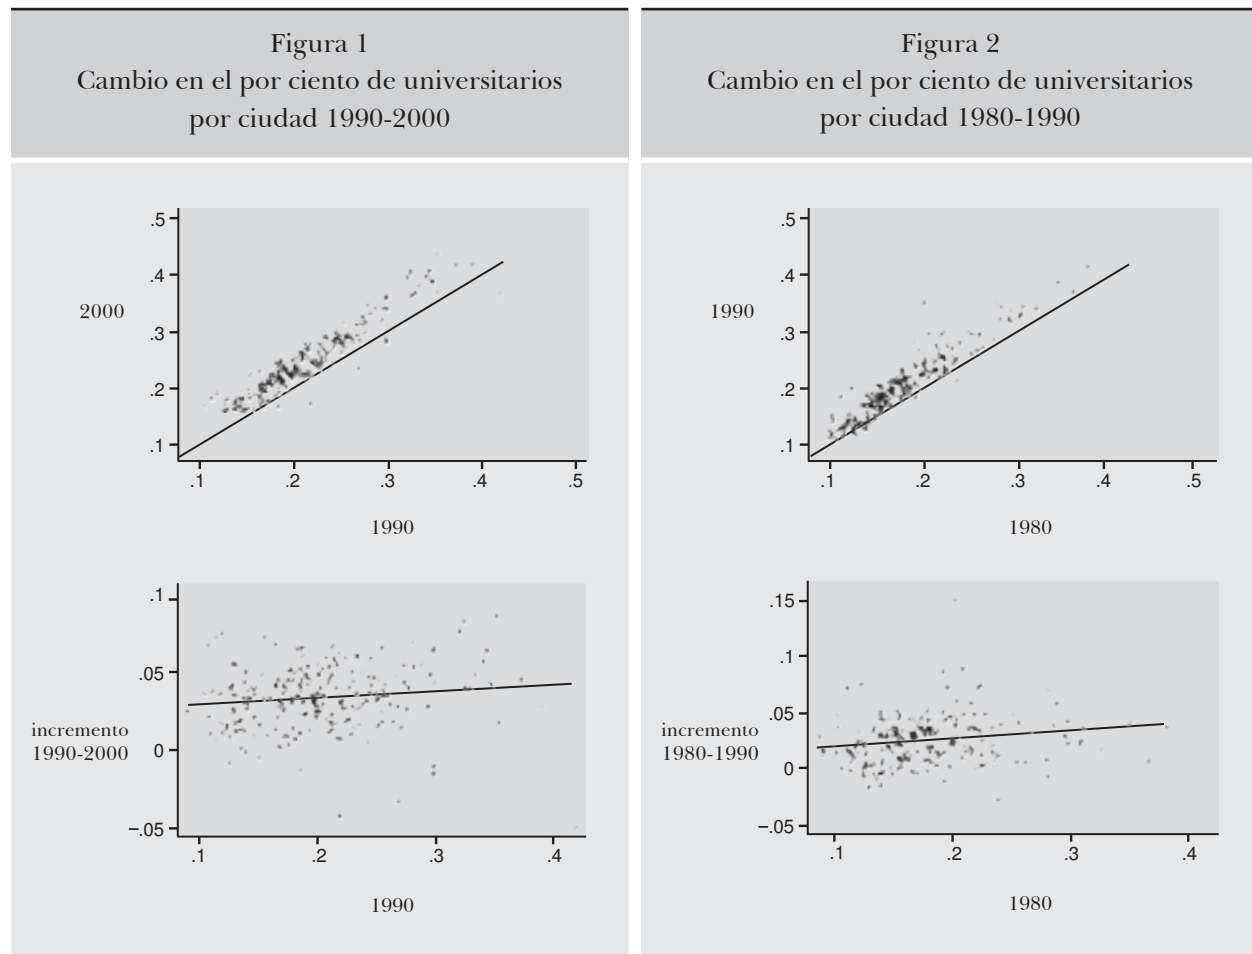 Figura 1
Cambio en el por ciento de universitarios
por ciudad 1990-2000
.5
.4
2000
.3
.2
.1
.1 .2 .3 .4 .5
1990
.1
.05
incremento
1990-2000
0
–.05
.1 .2 .3 .4
1990
Figura 2
Cambio en el por ciento de universitarios
por ciudad 1980-1990
.5
.4
1990
.3
.2
.1
.1 .2 .3 .4 .5
1980
.15
.1
.05
incremento
1980-1990
0
–.05
.1 .2 .3 .4
1980